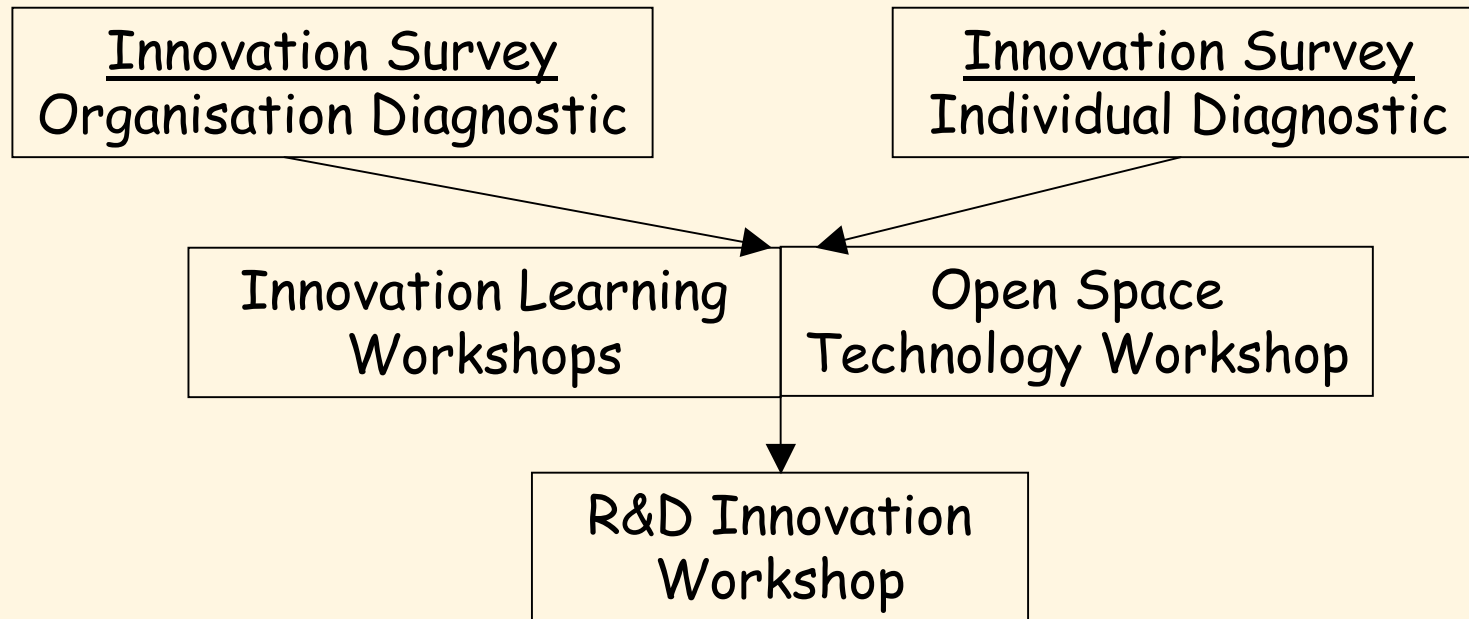 Innovation Survey
Organisation Diagnostic
Innovation Survey
Individual Diagnostic
Innovation Learning
Workshops
Open Space
Technology Workshop
R&D Innovation
Workshop